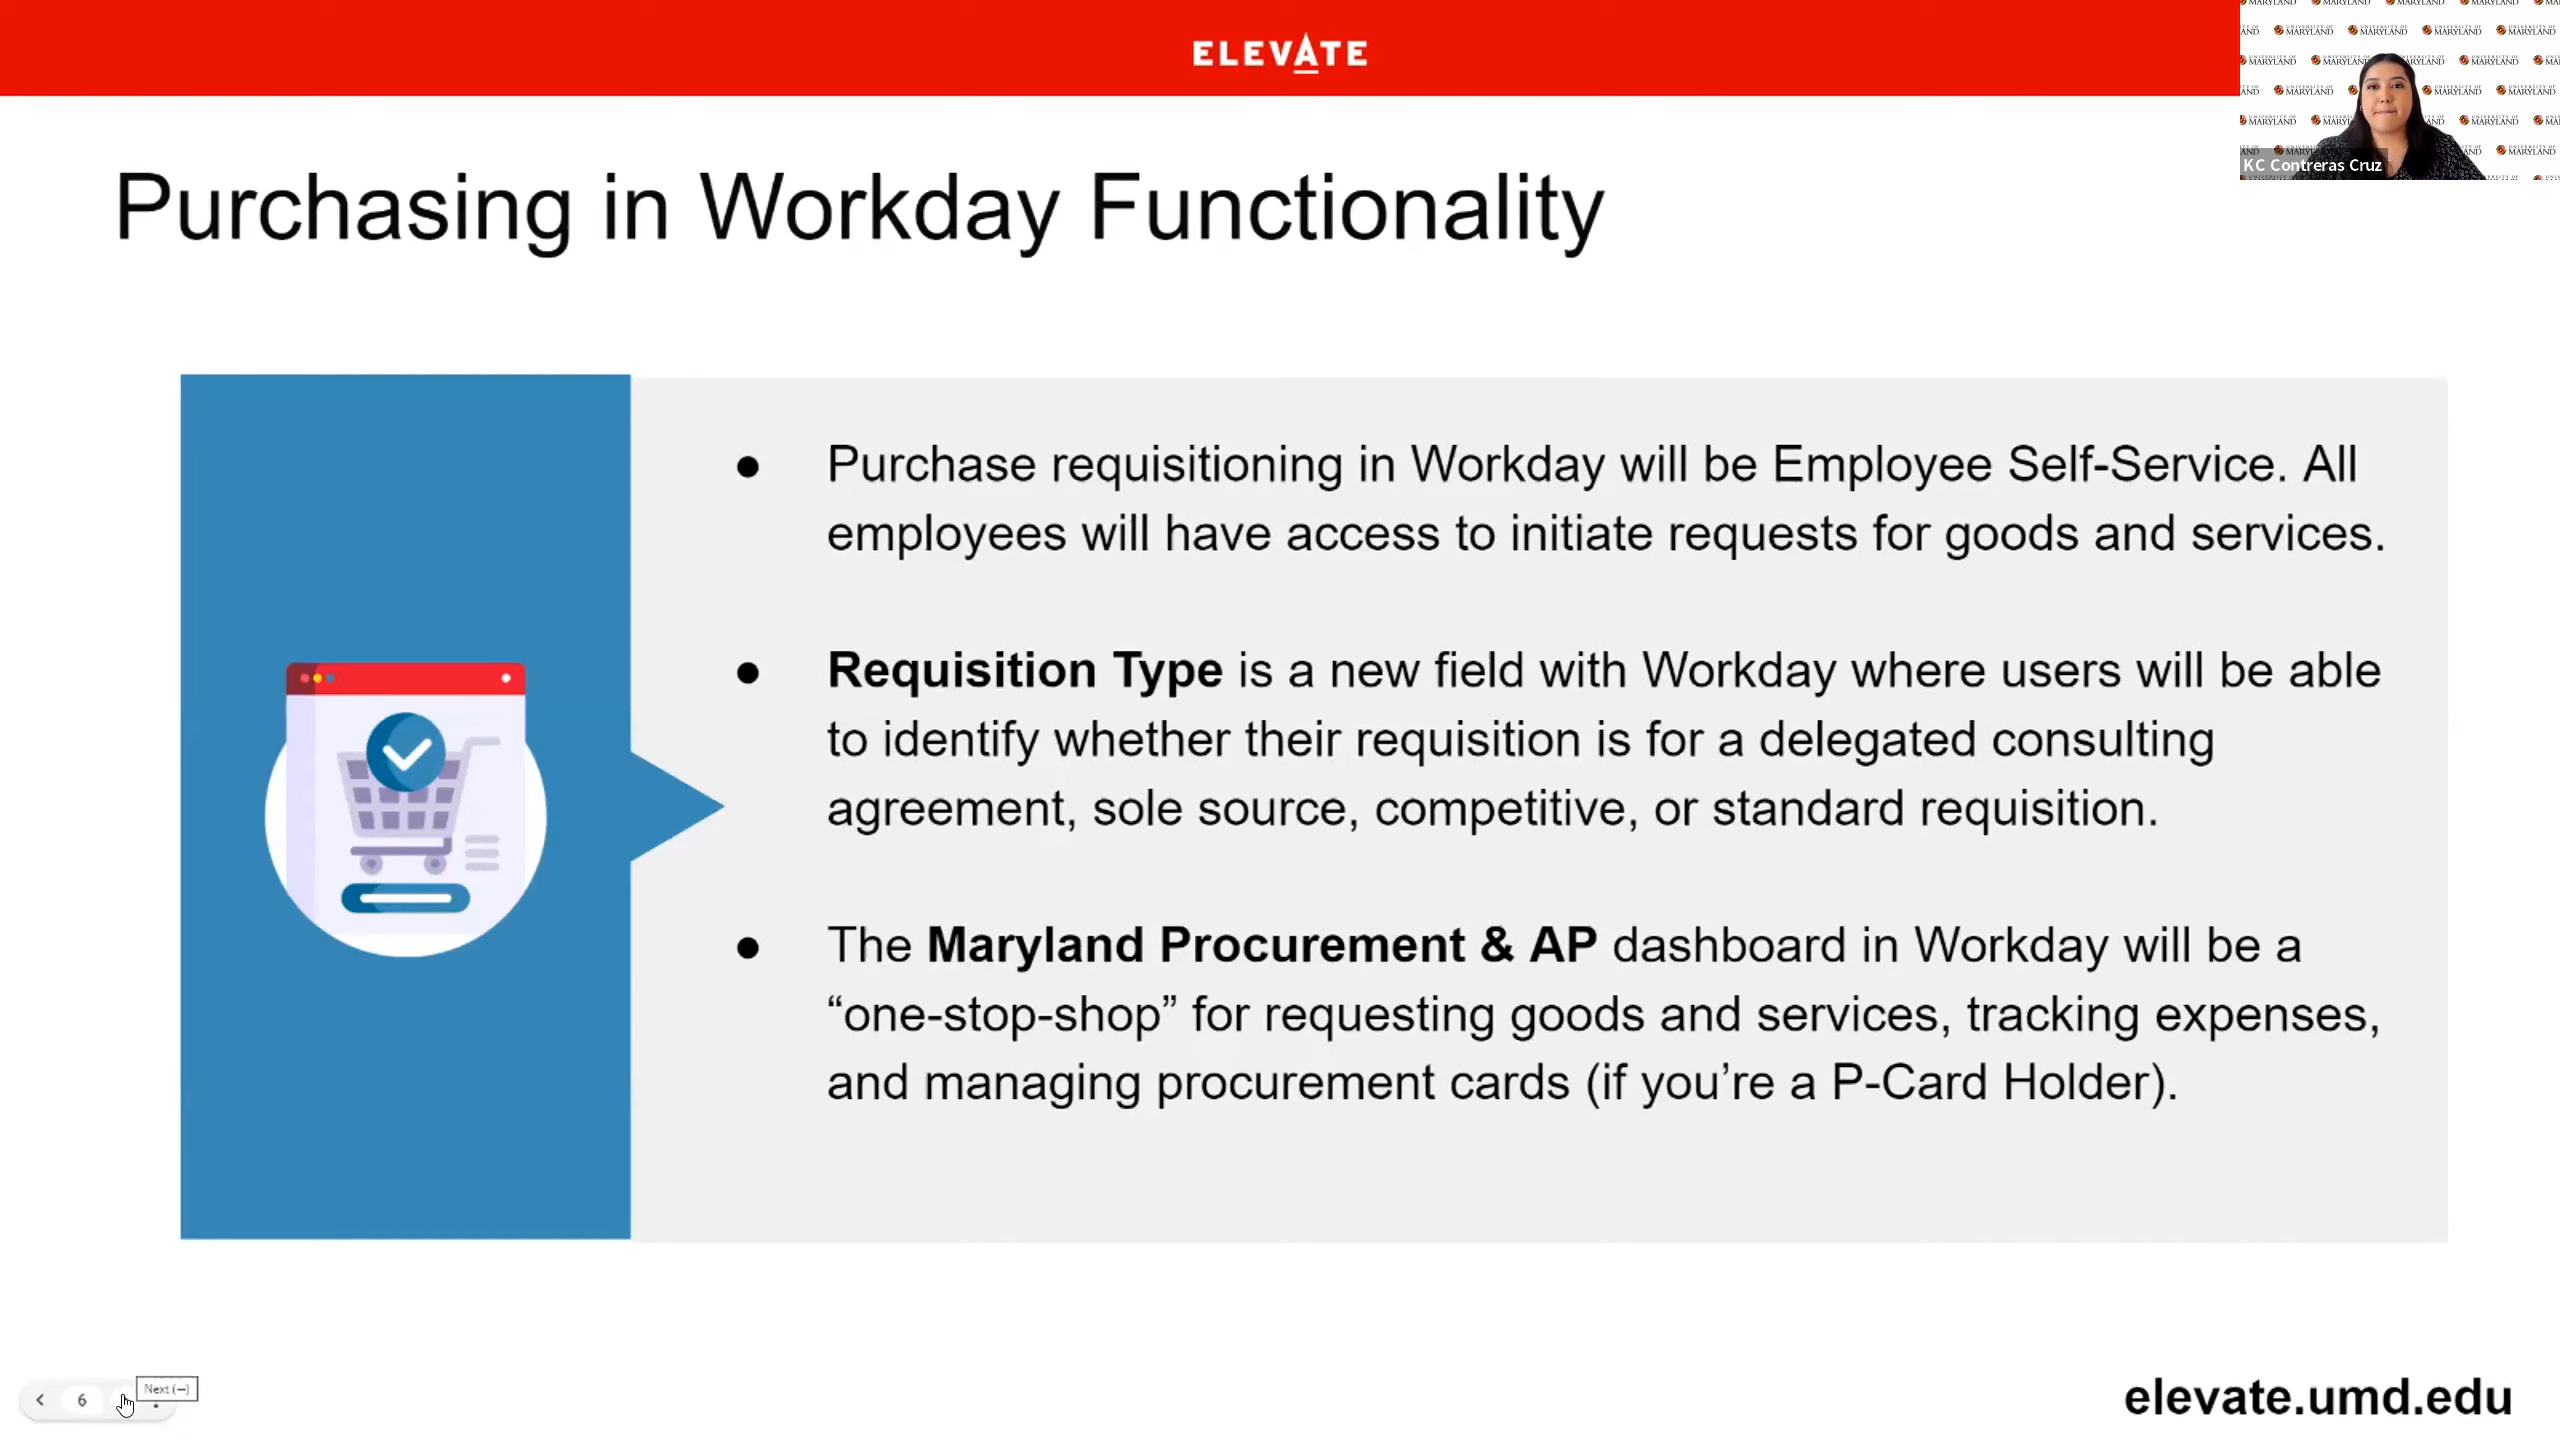 ELEVATE
KC Contreras Cruz
Purchasing in Workday Functionality
● Purchase requisitioning in Workday will be Employee Self-Service. All
employees will have access to initiate requests for goods and services.
● Requisition Type is a new field with Workday where users will be able
to identify whether their requisition is for a delegated consulting
agreement, sole source, competitive, or standard requisition.
● The Maryland Procurement & AP dashboard in Workday will be a
“one-stop-shop” for requesting goods and services, tracking expenses,
and managing procurement cards (if you’re a P-Card Holder).
6
Next (→)
elevate.umd.edu